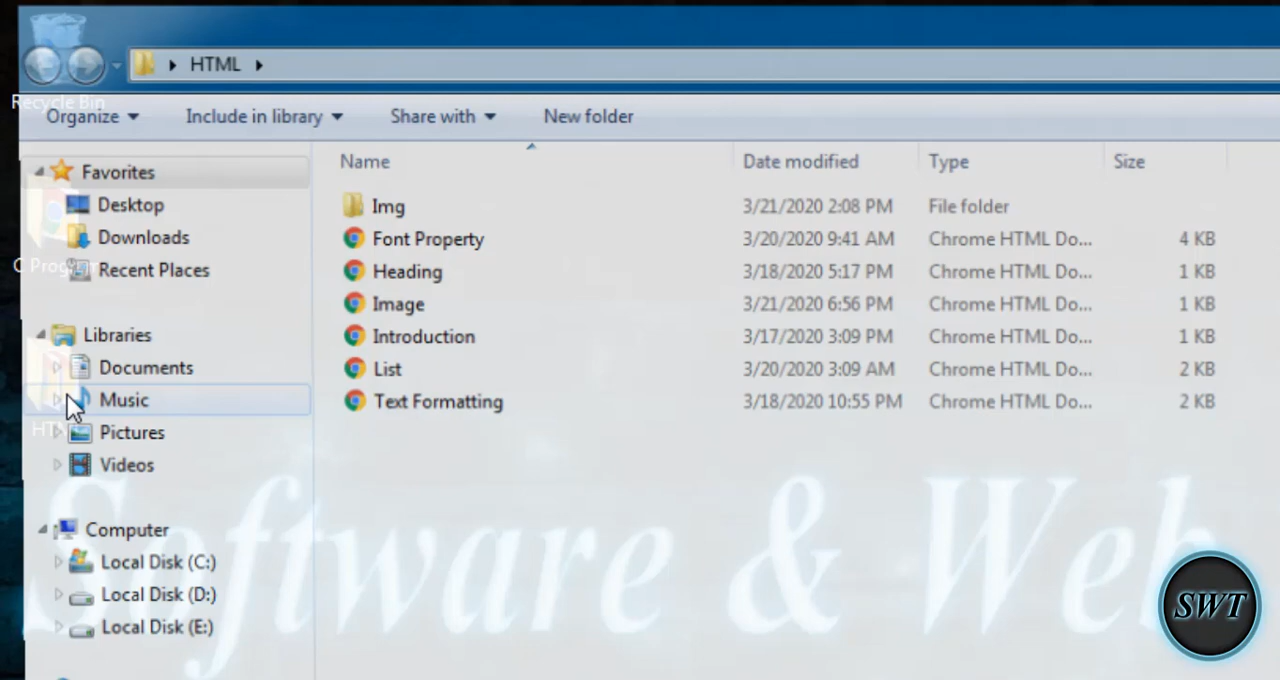 HTML
Recycle Bin
Organize Include in library Share with New folder
Name Date modified Type Size
Favorites
Desktop
Downloads
Recent Places
Libraries
Documents
Music
Pictures
Videos
Computer
Local Disk (C:)
Local Disk (D:)
Local Disk (E:)
Img 3/21/2020 2:08 PM File folder
Font Property 3/20/2020 9:41 AM Chrome HTML Do... 4 KB
Heading 3/18/2020 5:17 PM Chrome HTML Do... 1 KB
Image 3/21/2020 6:56 PM Chrome HTML Do... 1 KB
Introduction 3/17/2020 3:09 PM Chrome HTML Do... 1 KB
List 3/20/2020 3:09 AM Chrome HTML Do... 2 KB
Text Formatting 3/18/2020 10:55 PM Chrome HTML Do... 2 KB
Software & Web
SWT